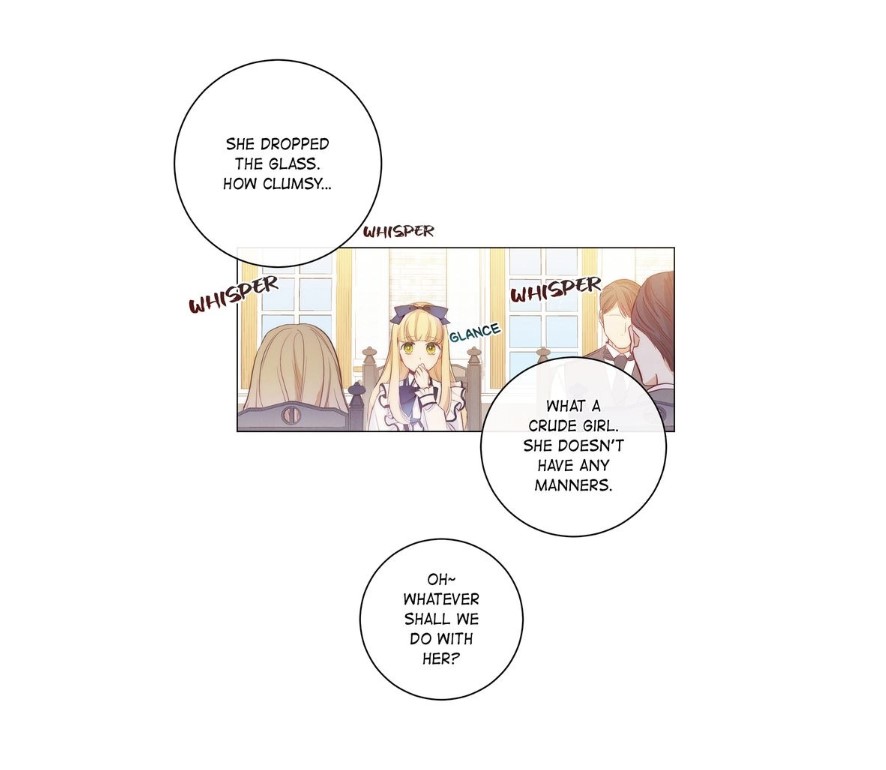 SHE DROPPED
THE GLASS.
HOW CLUMSY...
WHISPER
WHISPER
WHISPER
GLANCE
WHAT A
CRUDE GIRL.
SHE DOESN'T
HAVE ANY
MANNERS.
OH~
WHATEVER
SHALL WE
DO WITH
HER?